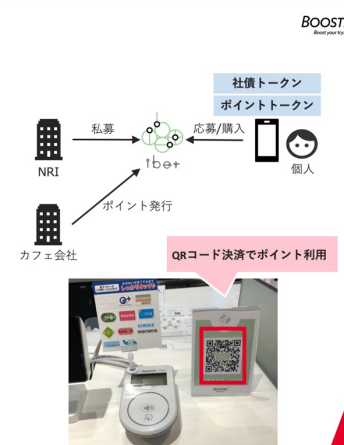 BOOST
Boost your try.
社債トークン
ポイントトークン
私募
応募/購入
NRI
ibet
個人
ポイント発行
カフェ会社
QRコード決済でポイント利用